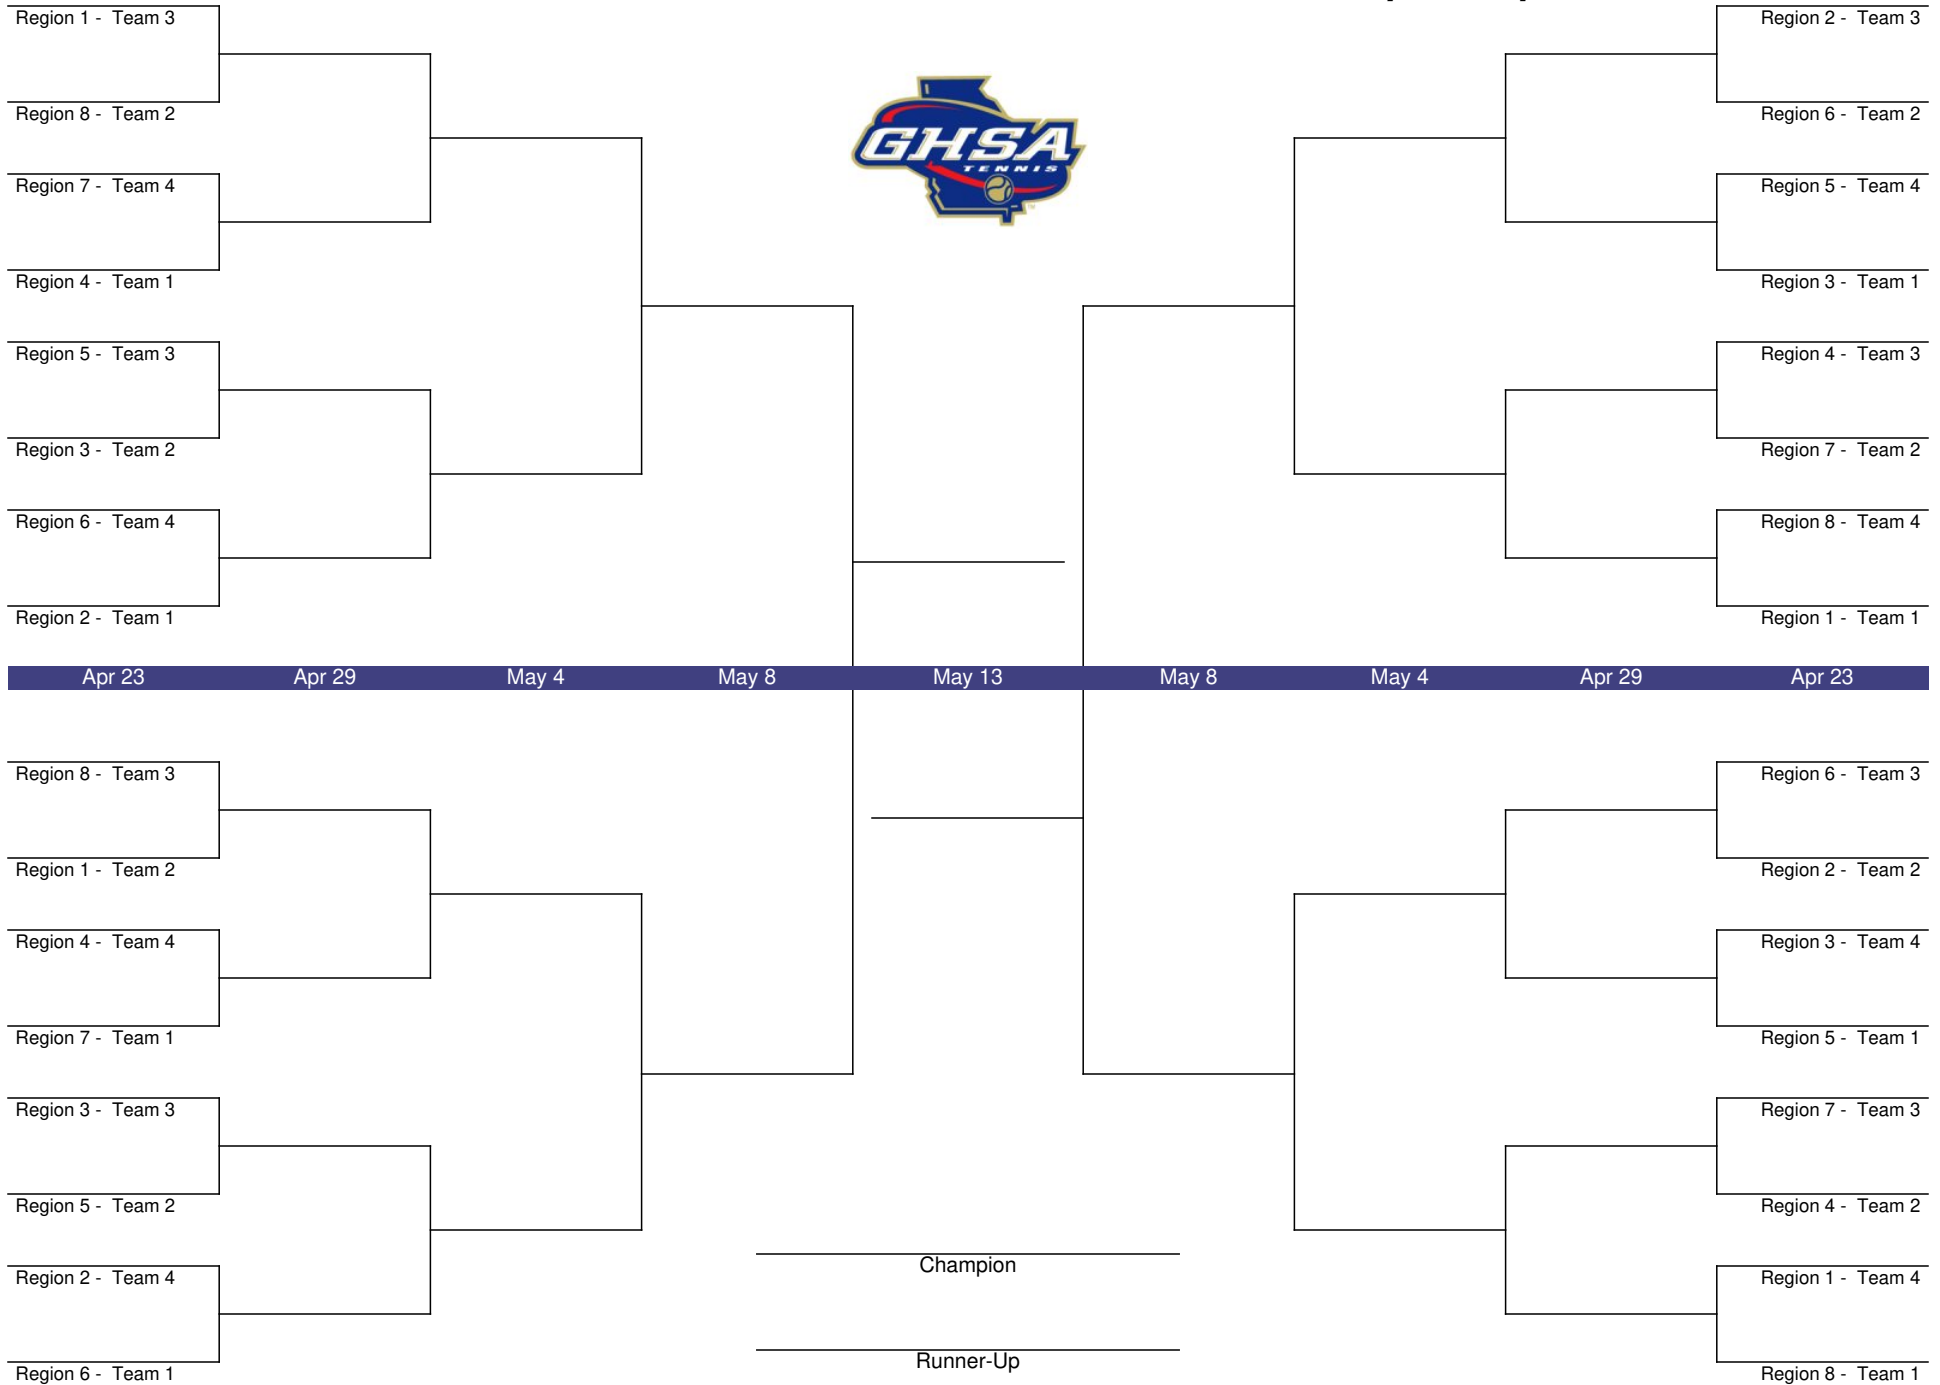 Region 1 - Team 3
Region 8 - Team 2
Region 7 - Team 4
Region 4 - Team 1
Region 5 - Team 3
Region 3 - Team 2
Region 6 - Team 4
Region 2 - Team 1
GHSA
TENNIS
Region 2 - Team 3
Region 6 - Team 2
Region 5 - Team 4
Region 3 - Team 1
Region 4 - Team 3
Region 7 - Team 2
Region 8 - Team 4
Region 1 - Team 1
Apr 23 Apr 29 May 4 May 8 May 13 May 8 May 4 Apr 29 Apr 23
Region 8 - Team 3
Region 1 - Team 2
Region 4 - Team 4
Region 7 - Team 1
Region 3 - Team 3
Region 5 - Team 2
Region 2 - Team 4
Region 6 - Team 1
Champion
Runner-Up
Region 6 - Team 3
Region 2 - Team 2
Region 3 - Team 4
Region 5 - Team 1
Region 7 - Team 3
Region 4 - Team 2
Region 1 - Team 4
Region 8 - Team 1